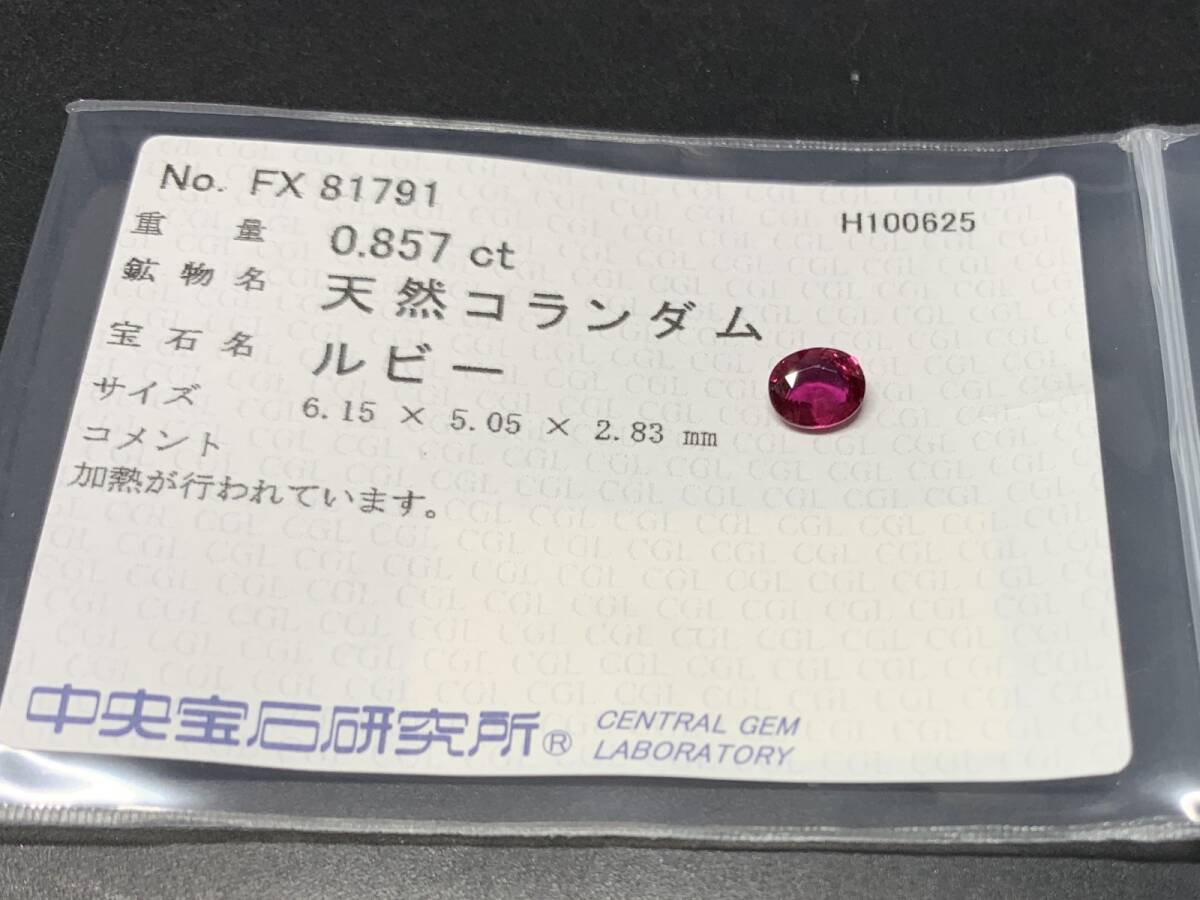 No. FX 81791
H100625
重量 0.857 ct
鉱物名 天然コランダム
宝石名 ルビー
サイズ 6.15 × 5.05 × 2.83 ㎜
コメント
加熱が行われています。
中央宝石研究所® CENTRAL GEM
LABORATORY